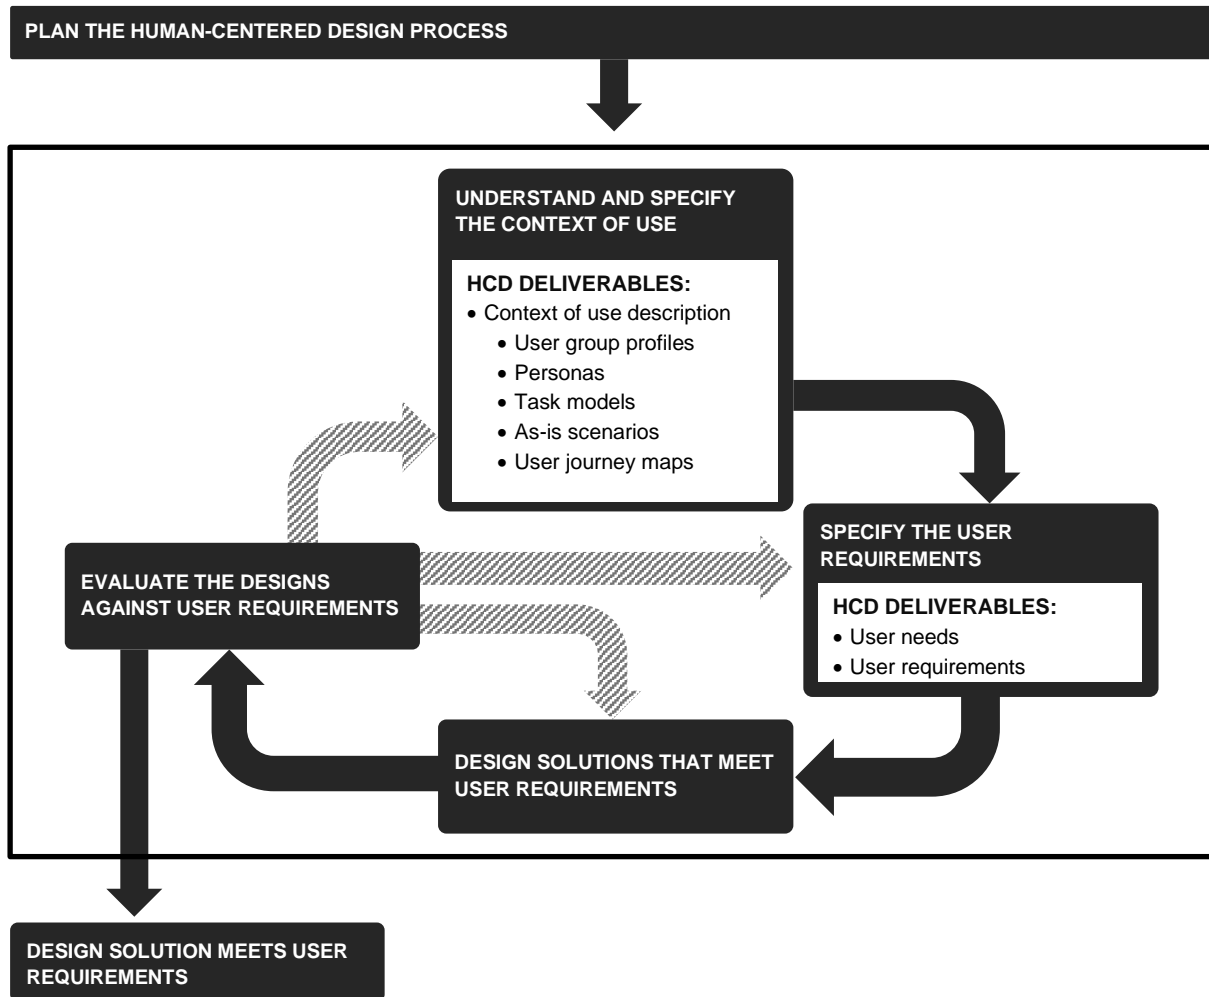 PLAN THE HUMAN-CENTERED DESIGN PROCESS
UNDERSTAND AND SPECIFY
THE CONTEXT OF USE
HCD DELIVERABLES:
• Context of use description
• User group profiles
• Personas
• Task models
• As-is scenarios
• User journey maps
SPECIFY THE USER
REQUIREMENTS
HCD DELIVERABLES:
• User needs
• User requirements
EVALUATE THE DESIGNS
AGAINST USER REQUIREMENTS
DESIGN SOLUTIONS THAT MEET
USER REQUIREMENTS
DESIGN SOLUTION MEETS USER
REQUIREMENTS